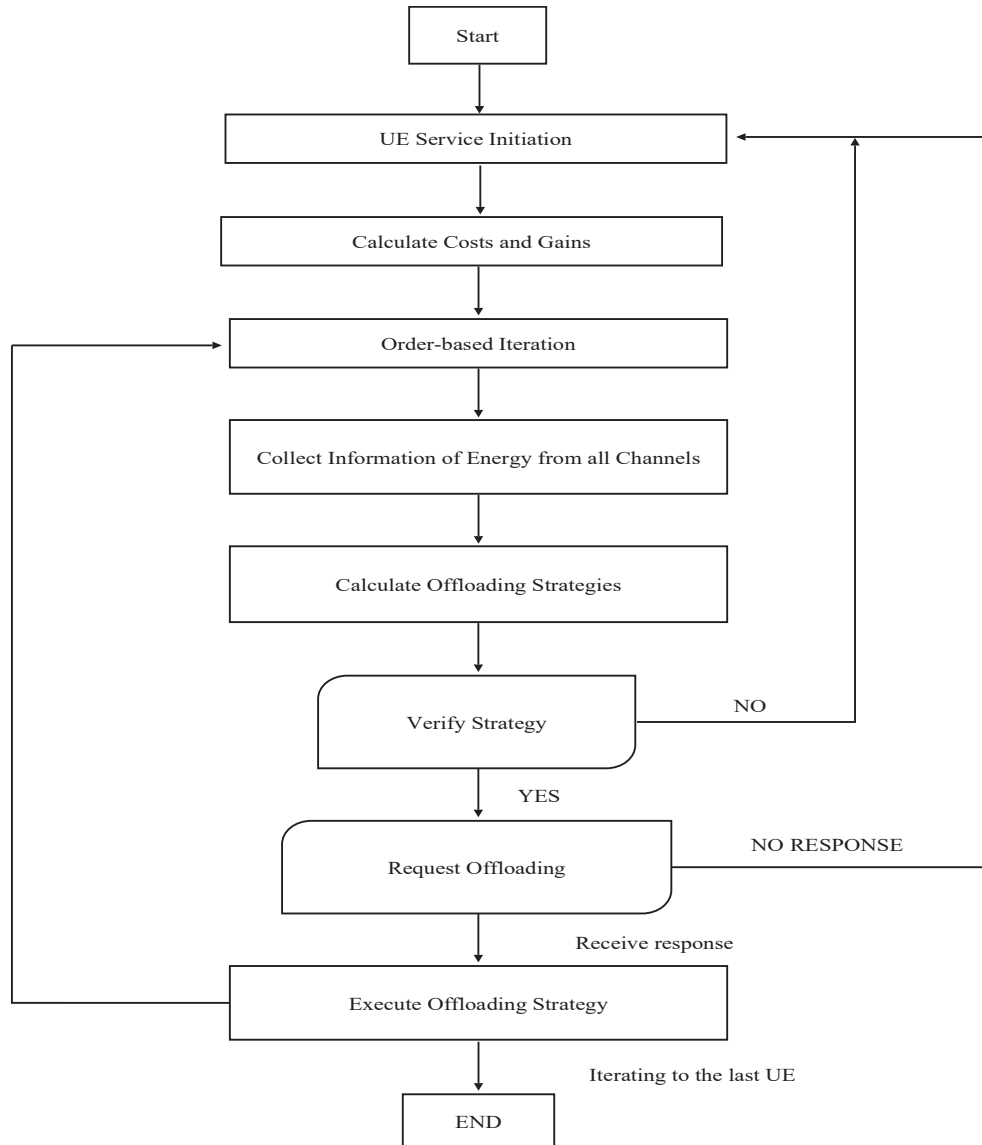 Start
UE Service Initiation
Calculate Costs and Gains
Order-based Iteration
Collect Information of Energy from all Channels
Calculate Offloading Strategies
Verify Strategy
NO
YES
Request Offloading
NO RESPONSE
Receive response
Execute Offloading Strategy
Iterating to the last UE
END